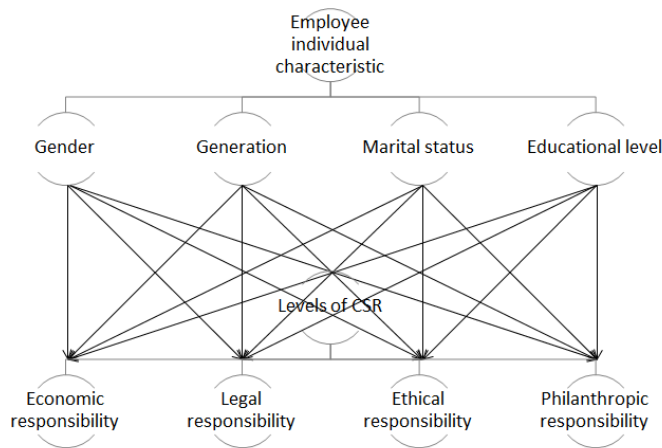 Employee
individual
characteristic
Gender
Generation
Marital status
Educational level
Levels of CSR
Economic
responsibility
Legal
responsibility
Ethical
responsibility
Philanthropic
responsibility